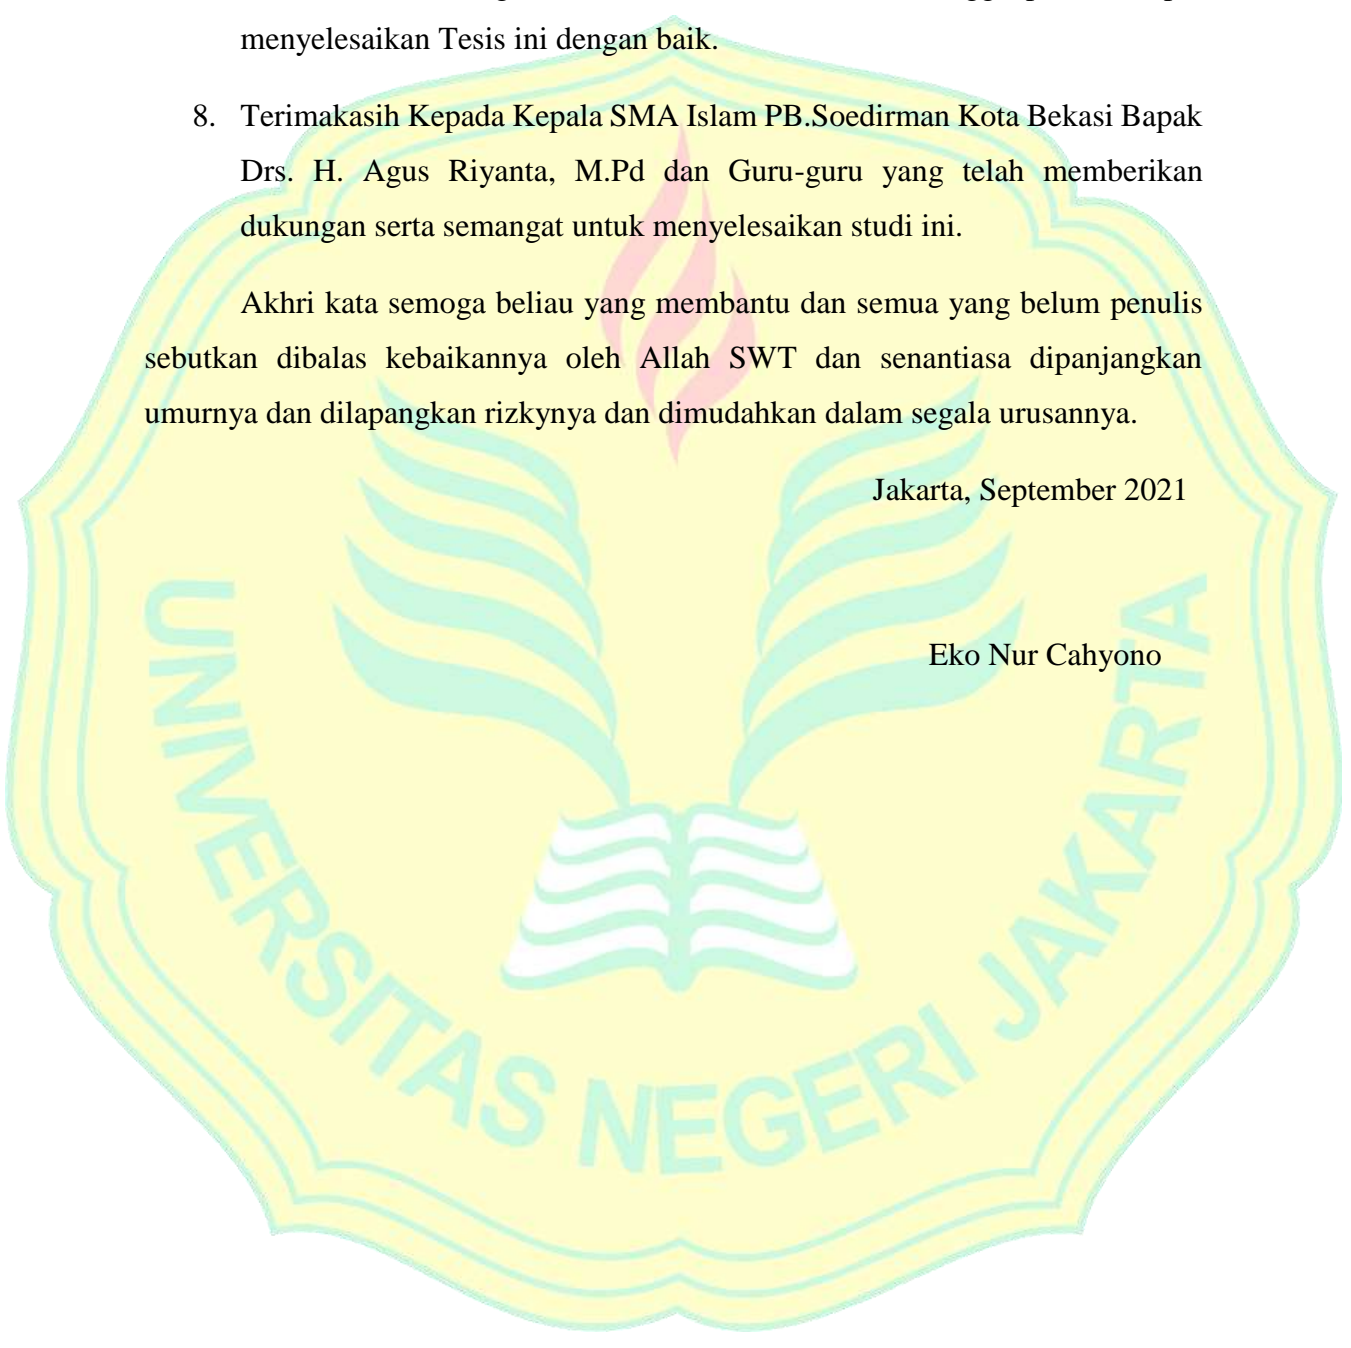 menyelesaikan Tesis ini dengan baik.
8. Terimakasih Kepada Kepala SMA Islam PB.Soedirman Kota Bekasi Bapak
Drs. H. Agus Riyanta, M.Pd dan Guru-guru yang telah memberikan
dukungan serta semangat untuk menyelesaikan studi ini.
Akhri kata semoga beliau yang membantu dan semua yang belum penulis
sebutkan dibalas kebaikannya oleh Allah SWT dan senantiasa dipanjangkan
umurnya dan dilapangkan rizkynya dan dimudahkan dalam segala urusannya.
Jakarta, September 2021
Eko Nur Cahyono
UNIVERSITAS NEGERI JAKARTA